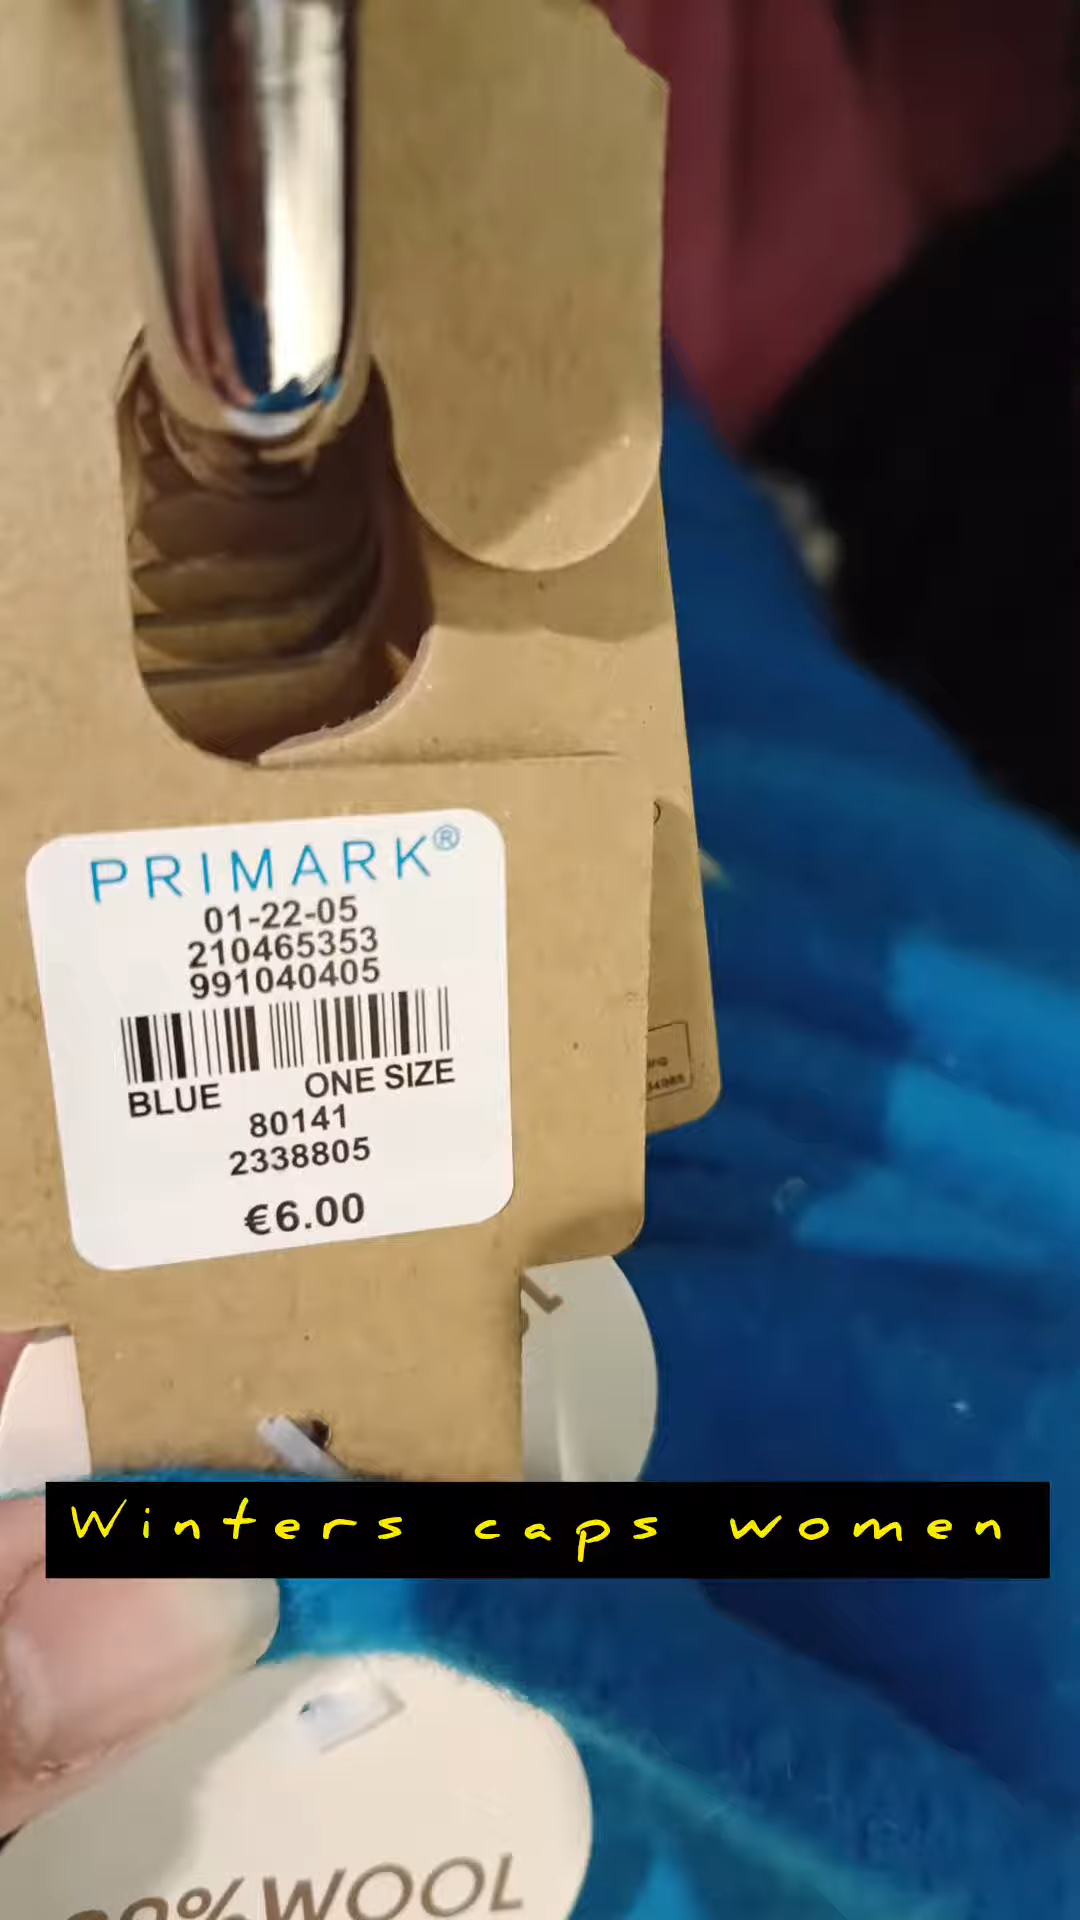 PRIMARK®
01-22-05
210465353
991040405
BLUE ONE SIZE
80141
2338805
€6.00
Winters caps women
WOOL